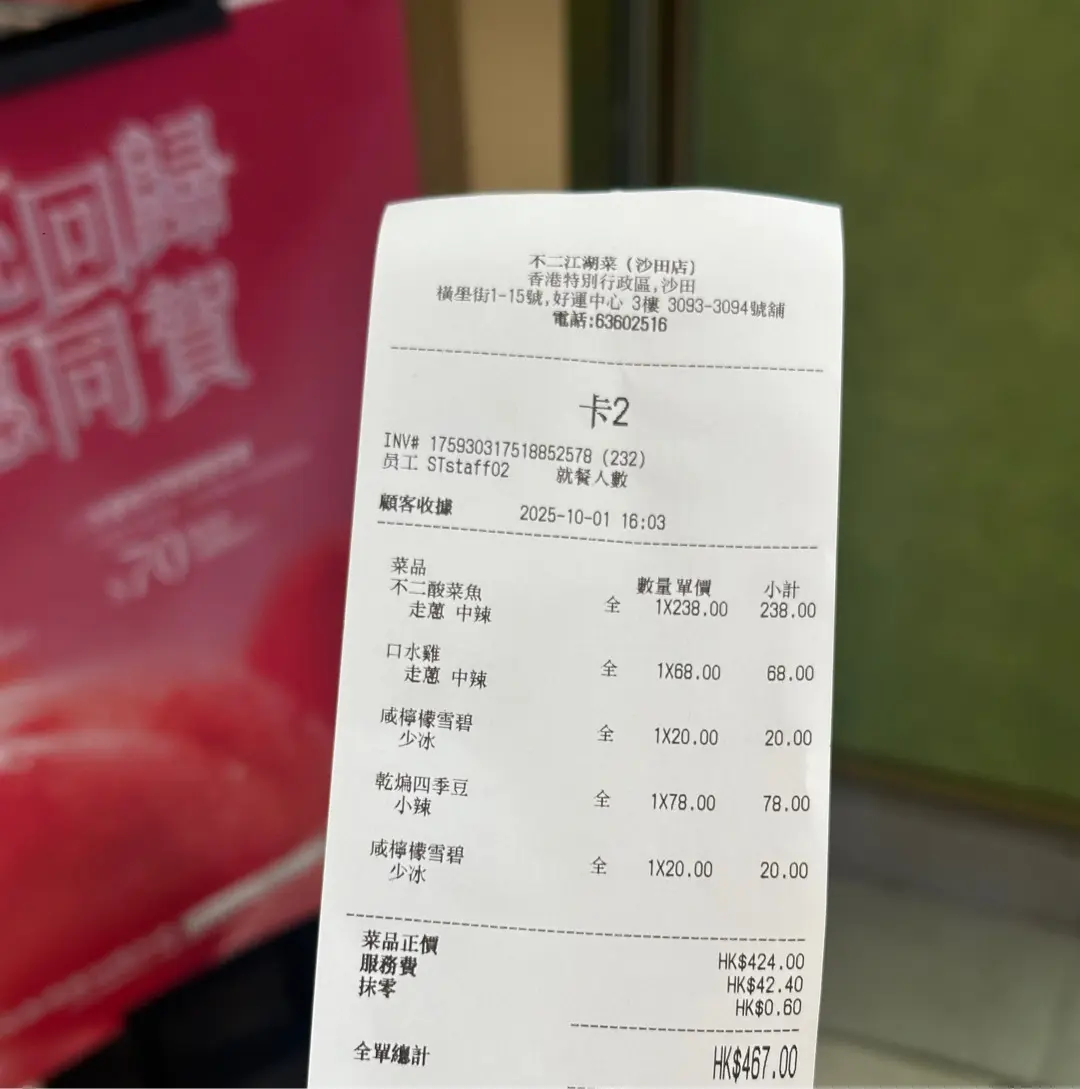 回歸
同賀
70
不二江湖菜 (沙田店)
香港特別行政區,沙田
橫壆街1-15號,好運中心 3樓 3093-3094號舖
電話:63602516
卡2
INV# 175930317518852578 (232)
员工 STstaff02 就餐人數
顧客收據 2025-10-01 16:03
菜品 數量 單價 小計
不二酸菜魚 全 1X238.00 238.00
走蔥 中辣
口水雞 全 1X68.00 68.00
走蔥 中辣
咸檸檬雪碧 全 1X20.00 20.00
少冰
乾煸四季豆 全 1X78.00 78.00
小辣
咸檸檬雪碧 全 1X20.00 20.00
少冰
菜品正價 HK$424.00
服務費 HK$42.40
抹零 HK$0.60
全單總計 HK$467.00